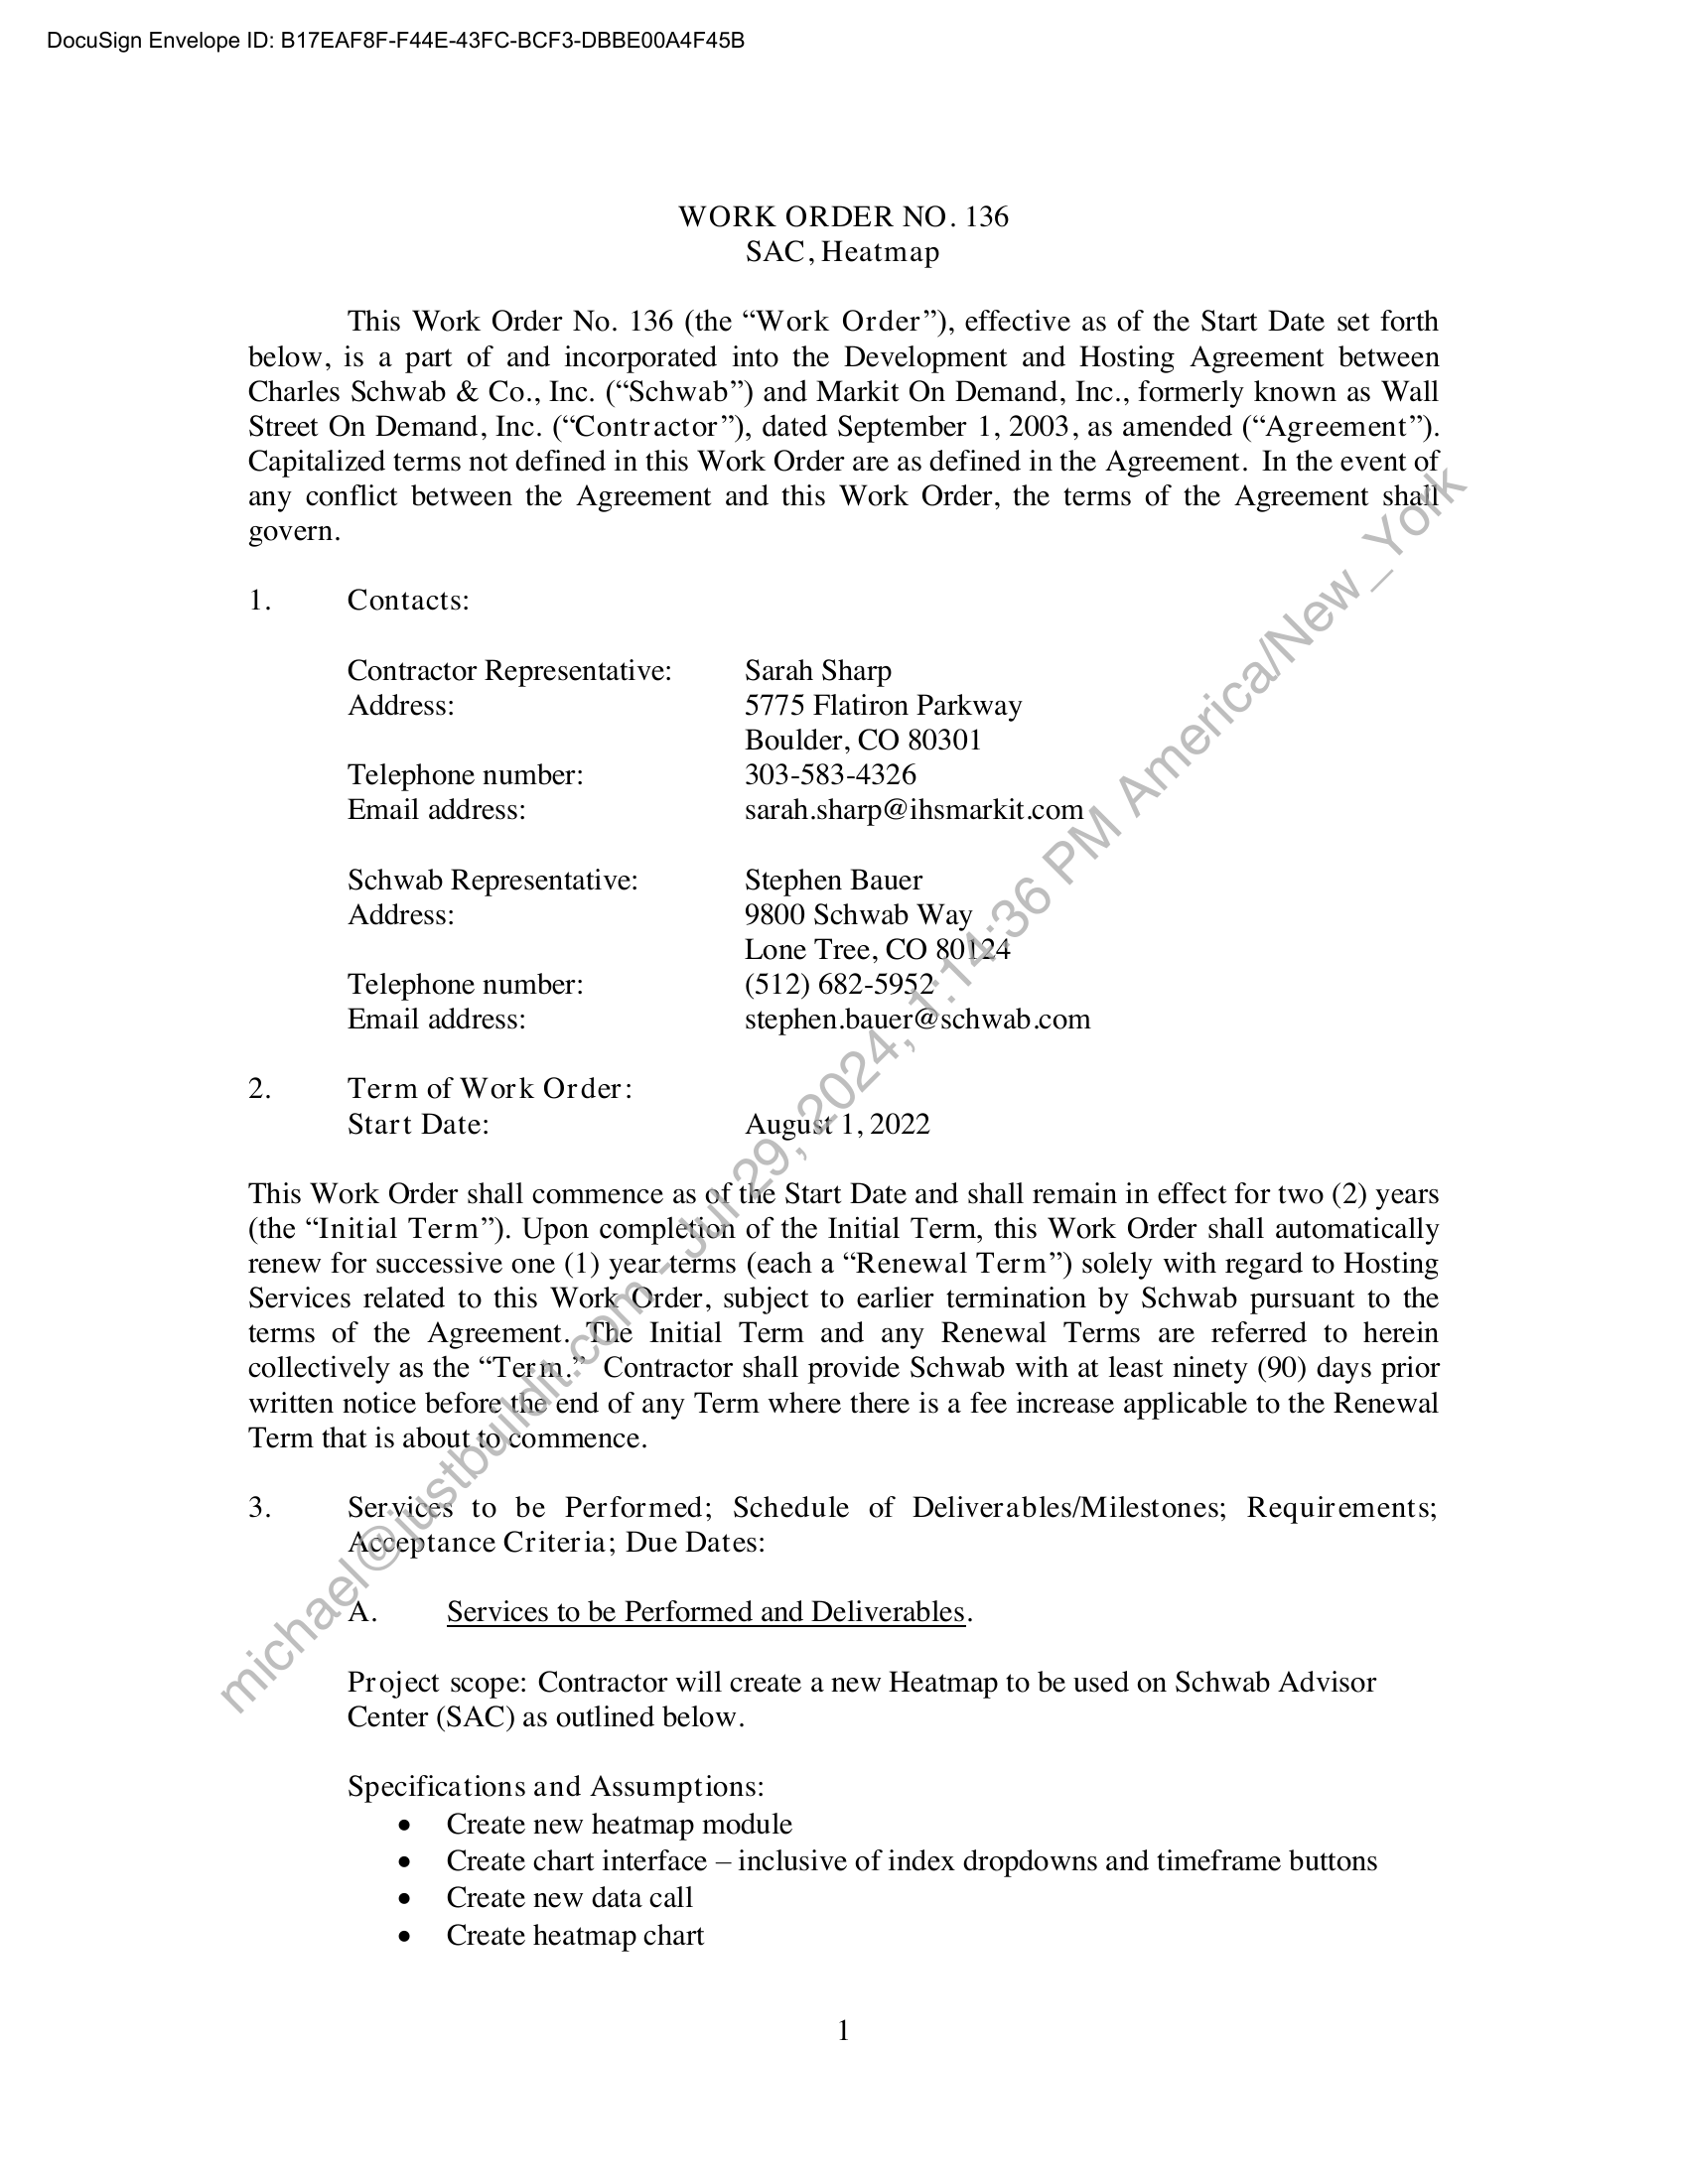 DocuSign Envelope ID: B17EAF8F-F44E-43FC-BCF3-DBBE00A4F45B
WORK ORDER NO. 136
SAC, Heatmap
This Work Order No. 136 (the “Work Order”), effective as of the Start Date set forth
below, is a part of and incorporated into the Development and Hosting Agreement between
Charles Schwab & Co., Inc. (“Schwab”) and Markit On Demand, Inc., formerly known as Wall
Street On Demand, Inc. (“Contractor”), dated September 1, 2003, as amended (“Agreement”).
Capitalized terms not defined in this Work Order are as defined in the Agreement. In the event of
any conflict between the Agreement and this Work Order, the terms of the Agreement shall
govern.
1. Contacts:
Contractor Representative: Sarah Sharp
Address: 5775 Flatiron Parkway
Boulder, CO 80301
Telephone number: 303-583-4326
Email address: sarah.sharp@ihsmarkit.com
Schwab Representative: Stephen Bauer
Address: 9800 Schwab Way
Lone Tree, CO 80124
Telephone number: (512) 682-5952
Email address: stephen.bauer@schwab.com
2. Term of Work Order:
Start Date: August 1, 2022
This Work Order shall commence as of the Start Date and shall remain in effect for two (2) years
(the “Initial Term”). Upon completion of the Initial Term, this Work Order shall automatically
renew for successive one (1) year terms (each a “Renewal Term”) solely with regard to Hosting
Services related to this Work Order, subject to earlier termination by Schwab pursuant to the
terms of the Agreement. The Initial Term and any Renewal Terms are referred to herein
collectively as the “Term.” Contractor shall provide Schwab with at least ninety (90) days prior
written notice before the end of any Term where there is a fee increase applicable to the Renewal
Term that is about to commence.
3. Services to be Performed; Schedule of Deliverables/Milestones; Requirements;
Acceptance Criteria; Due Dates:
A. Services to be Performed and Deliverables.
Project scope: Contractor will create a new Heatmap to be used on Schwab Advisor
Center (SAC) as outlined below.
Specifications and Assumptions:
• Create new heatmap module
• Create chart interface – inclusive of index dropdowns and timeframe buttons
• Create new data call
• Create heatmap chart
1
michael@justbuildit.com - Jul 29, 2024, 1:14:36 PM America/New_York